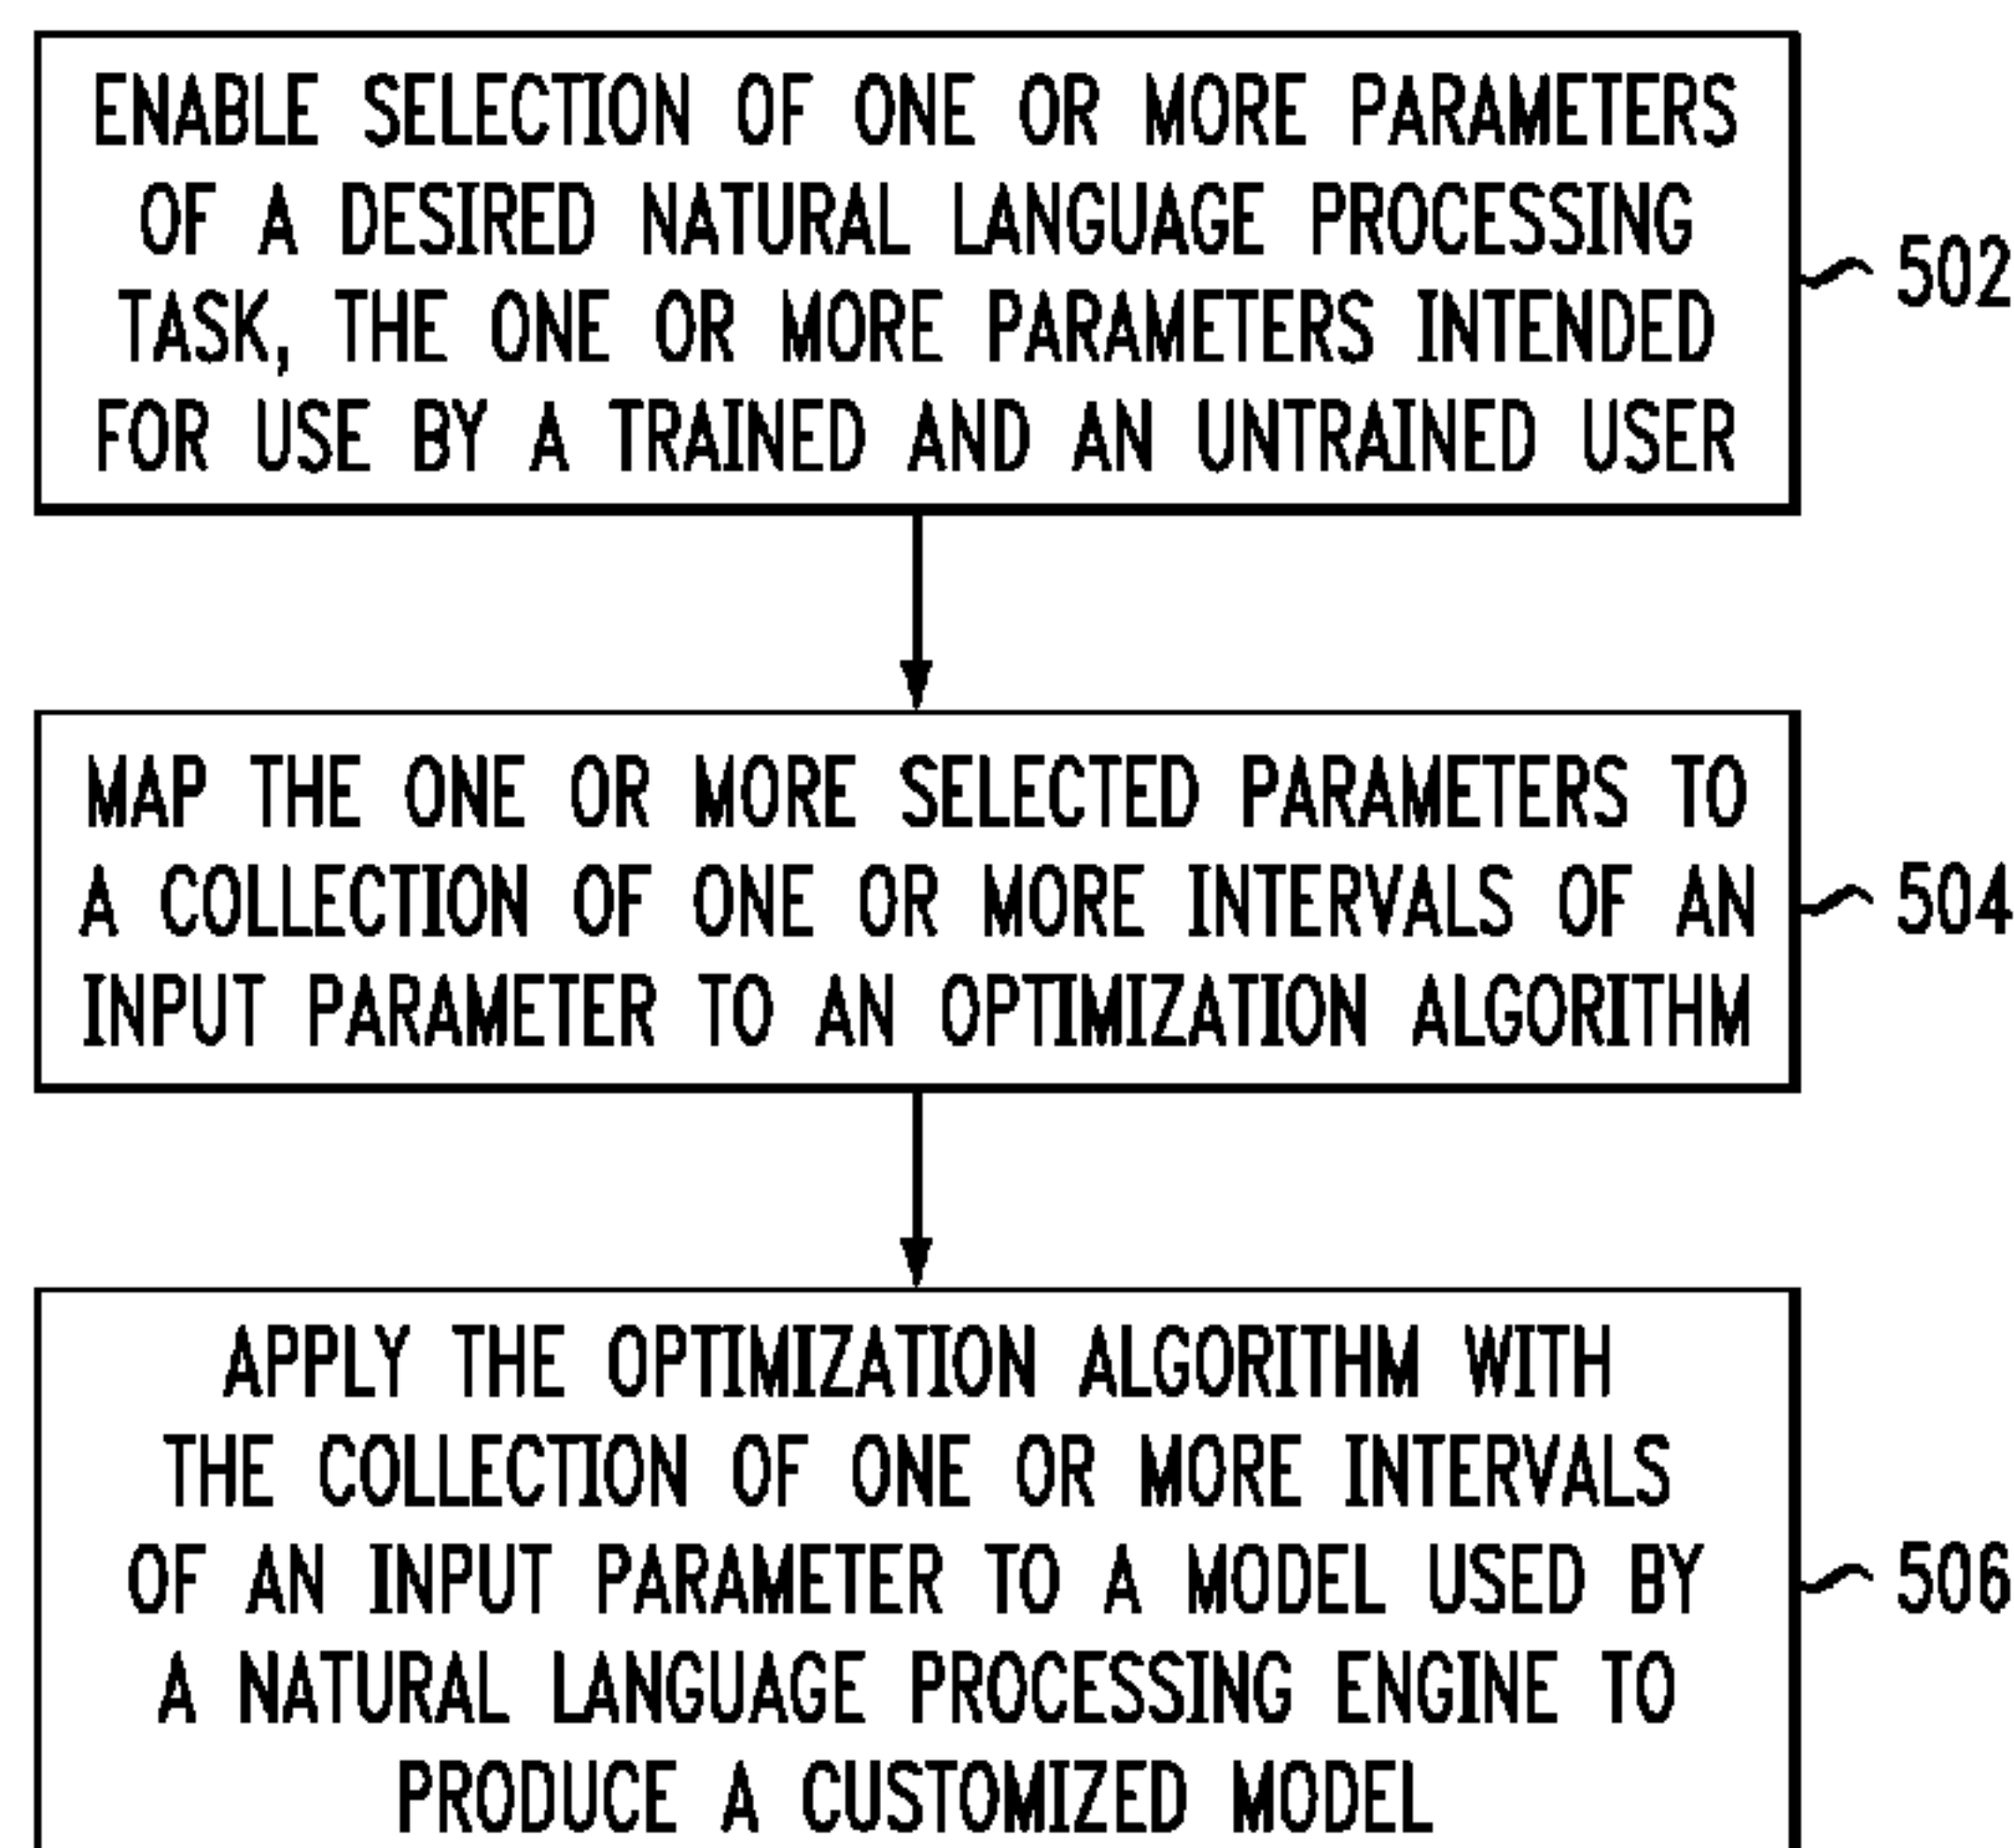 ENABLE SELECTION OF ONE OR MORE PARAMETERS
OF A DESIRED NATURAL LANGUAGE PROCESSING
TASK, THE ONE OR MORE PARAMETERS INTENDED
FOR USE BY A TRAINED AND AN UNTRAINED USER
502
MAP THE ONE OR MORE SELECTED PARAMETERS TO
A COLLECTION OF ONE OR MORE INTERVALS OF AN
INPUT PARAMETER TO AN OPTIMIZATION ALGORITHM
504
APPLY THE OPTIMIZATION ALGORITHM WITH
THE COLLECTION OF ONE OR MORE INTERVALS
OF AN INPUT PARAMETER TO A MODEL USED BY
A NATURAL LANGUAGE PROCESSING ENGINE TO
PRODUCE A CUSTOMIZED MODEL
506